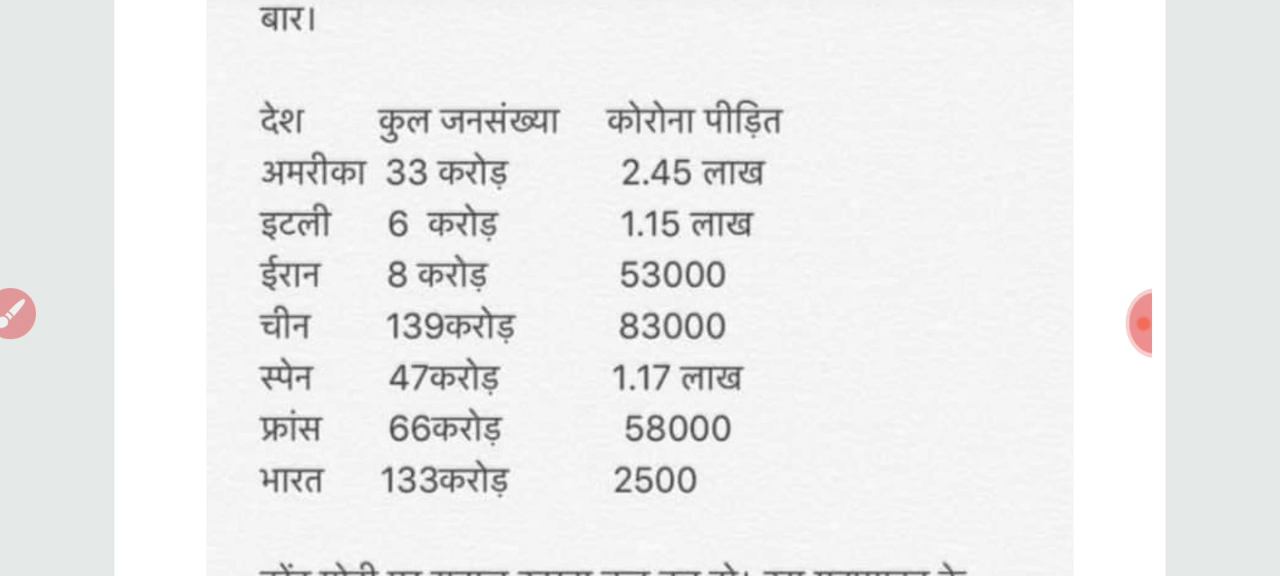 बार।
देश कुल जनसंख्या कोरोना पीड़ित
अमरीका 33 करोड़ 2.45 लाख
इटली 6 करोड़ 1.15 लाख
ईरान 8 करोड़ 53000
चीन 139करोड़ 83000
स्पेन 47करोड़ 1.17 लाख
फ्रांस 66करोड़ 58000
भारत 133करोड़ 2500